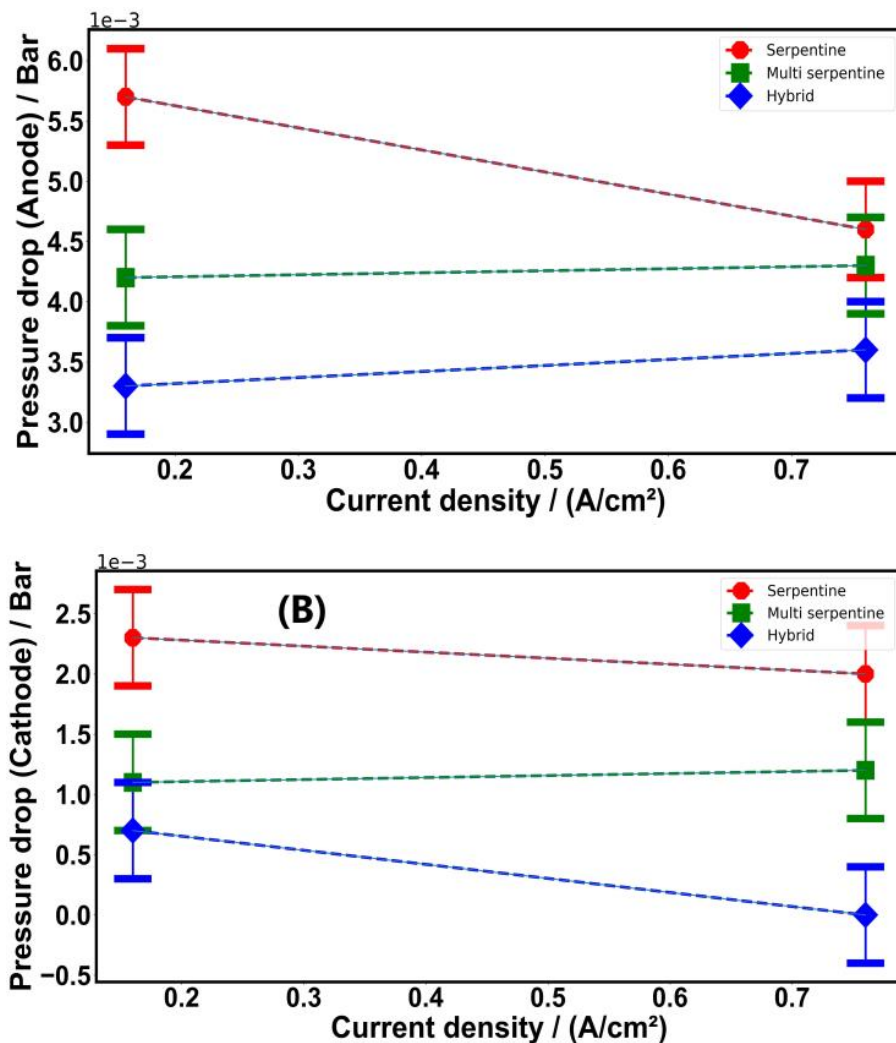 1e−3
Pressure drop (Anode) / Bar
6.0
5.5
5.0
4.5
4.0
3.5
3.0
Serpentine
Multi serpentine
Hybrid
0.2 0.3 0.4 0.5 0.6 0.7
Current density / (A/cm²)
1e−3
Pressure drop (Cathode) / Bar
2.5
2.0
1.5
1.0
0.5
0.0
−0.5
(B)
Serpentine
Multi serpentine
Hybrid
0.2 0.3 0.4 0.5 0.6 0.7
Current density / (A/cm²)